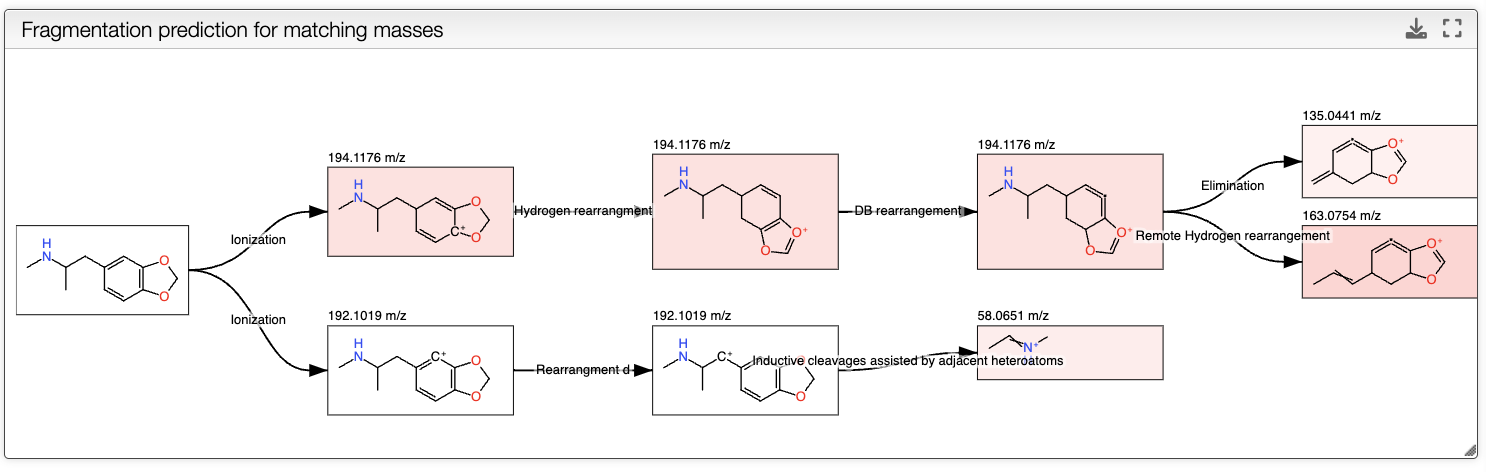 Fragmentation prediction for matching masses
135.0441 m/z
O+
O
194.1176 m/z
194.1176 m/z
194.1176 m/z
H
N
O
O
C+
H
N
O+
O
H
N
O+
O
Elimination
Hydrogen rearrangment
DB rearrangement
Remote Hydrogen rearrangement
163.0754 m/z
O+
O
Ionization
H
N
O
O
Ionization
192.1019 m/z
192.1019 m/z
58.0651 m/z
H
N
C+
O
O
H
N
C+
O
N+
Rearrangment d
Inductive cleavages assisted by adjacent heteroatoms